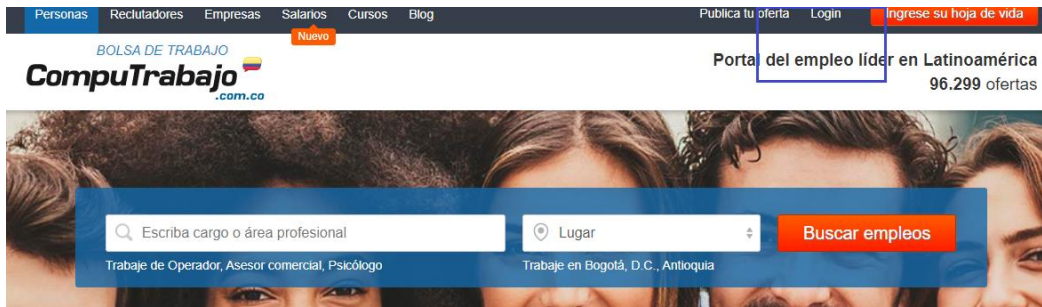 Personas Reclutadores Empresas Salarios Cursos Blog Publica tu oferta Login Ingrese su hoja de vida
Nuevo
BOLSA DE TRABAJO
CompuTrabajo
.com.co
Portal del empleo líder en Latinoamérica
96.299 ofertas
Escriba cargo o área profesional Lugar Buscar empleos
Trabaje de Operador, Asesor comercial, Psicólogo Trabaje en Bogotá, D.C., Antioquia